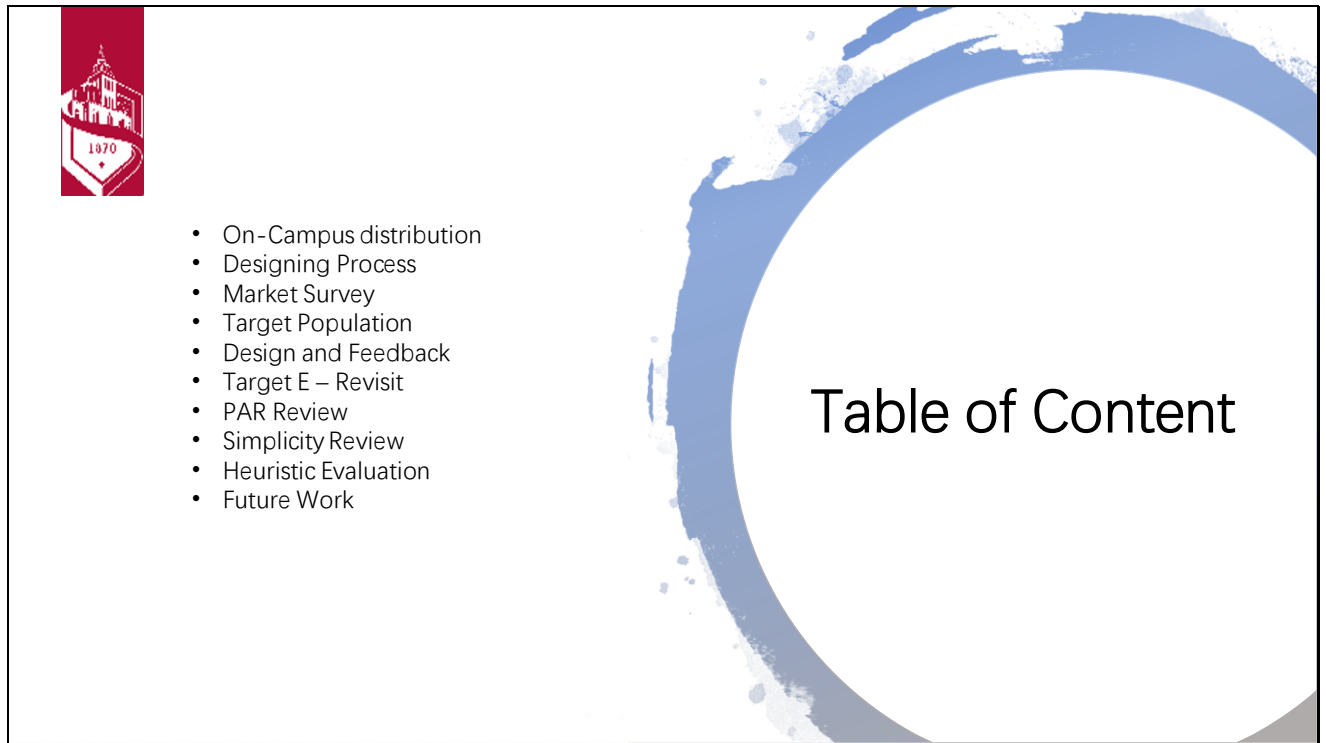 1870
• On-Campus distribution
• Designing Process
• Market Survey
• Target Population
• Design and Feedback
• Target E – Revisit
• PAR Review
• Simplicity Review
• Heuristic Evaluation
• Future Work
Table of Content